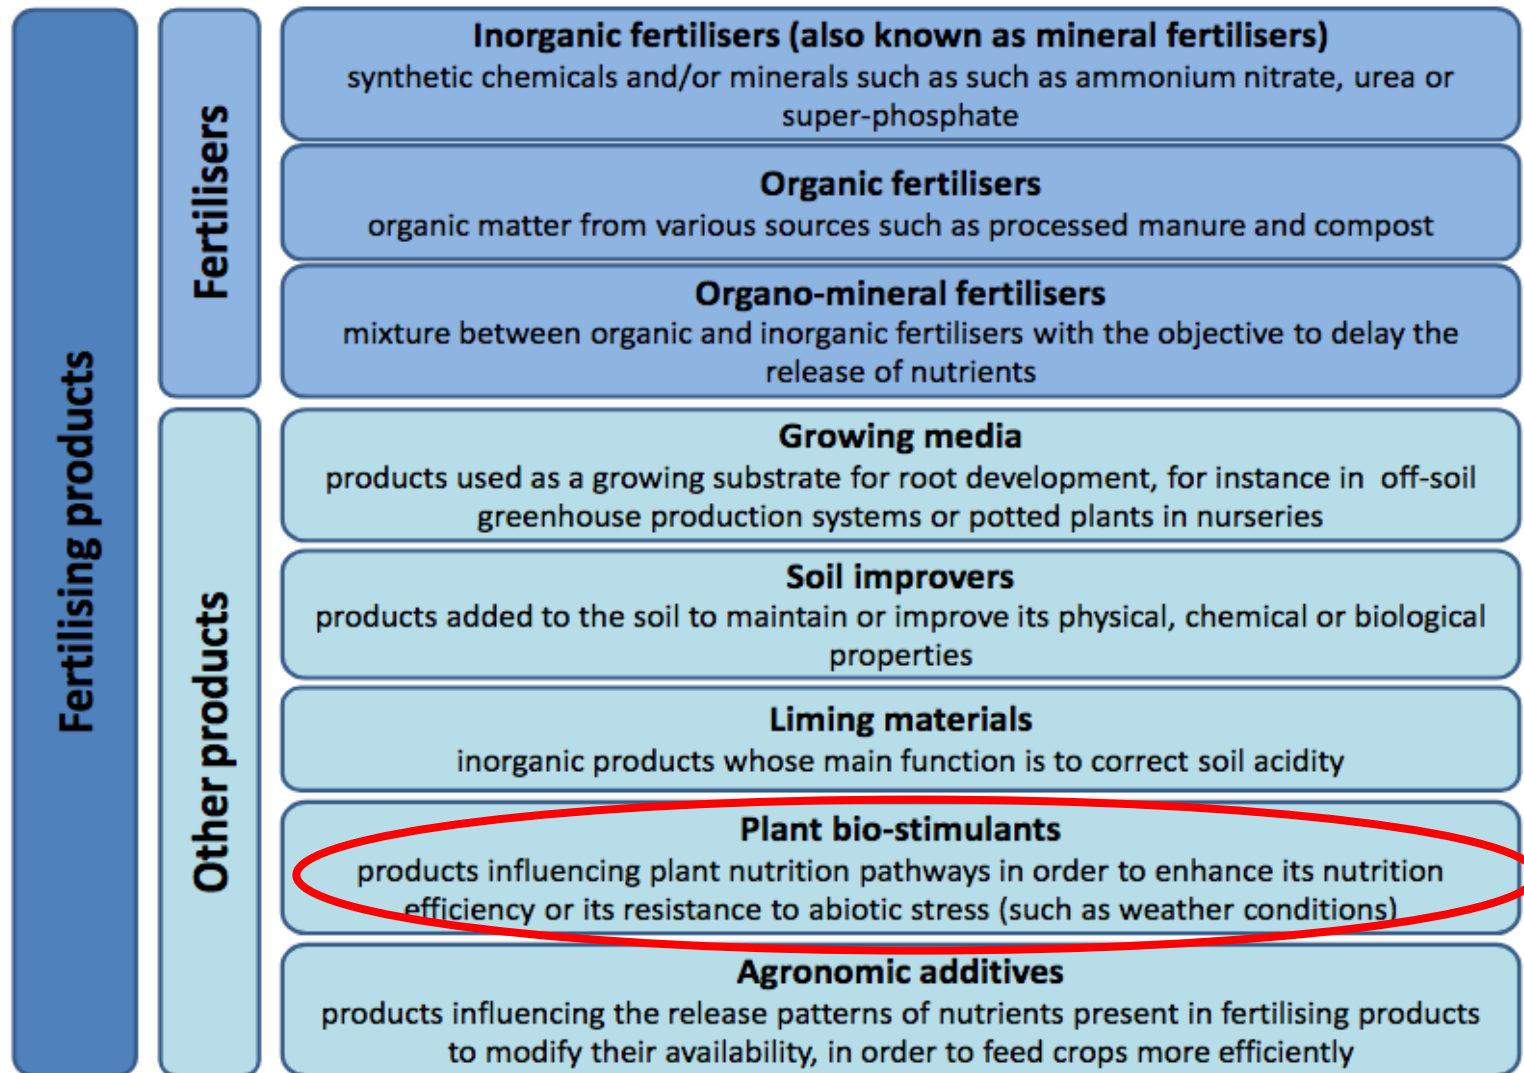 Fertilising products
Fertilisers
Inorganic fertilisers (also known as mineral fertilisers)
synthetic chemicals and/or minerals such as such as ammonium nitrate, urea or
super-phosphate
Organic fertilisers
organic matter from various sources such as processed manure and compost
Organo-mineral fertilisers
mixture between organic and inorganic fertilisers with the objective to delay the
release of nutrients
Other products
Growing media
products used as a growing substrate for root development, for instance in off-soil
greenhouse production systems or potted plants in nurseries
Soil improvers
products added to the soil to maintain or improve its physical, chemical or biological
properties
Liming materials
inorganic products whose main function is to correct soil acidity
Plant bio-stimulants
products influencing plant nutrition pathways in order to enhance its nutrition
efficiency or its resistance to abiotic stress (such as weather conditions)
Agronomic additives
products influencing the release patterns of nutrients present in fertilising products
to modify their availability, in order to feed crops more efficiently